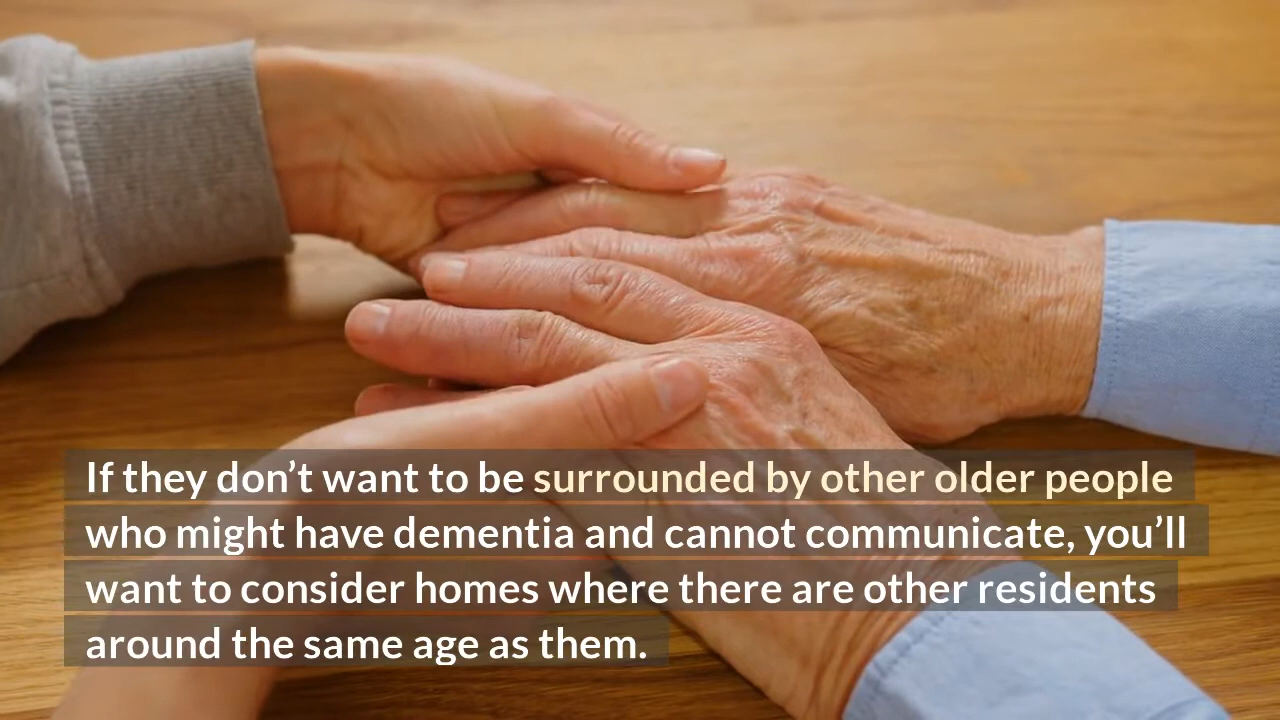 If they don’t want to be surrounded by other older people
who might have dementia and cannot communicate, you’ll
want to consider homes where there are other residents
around the same age as them.